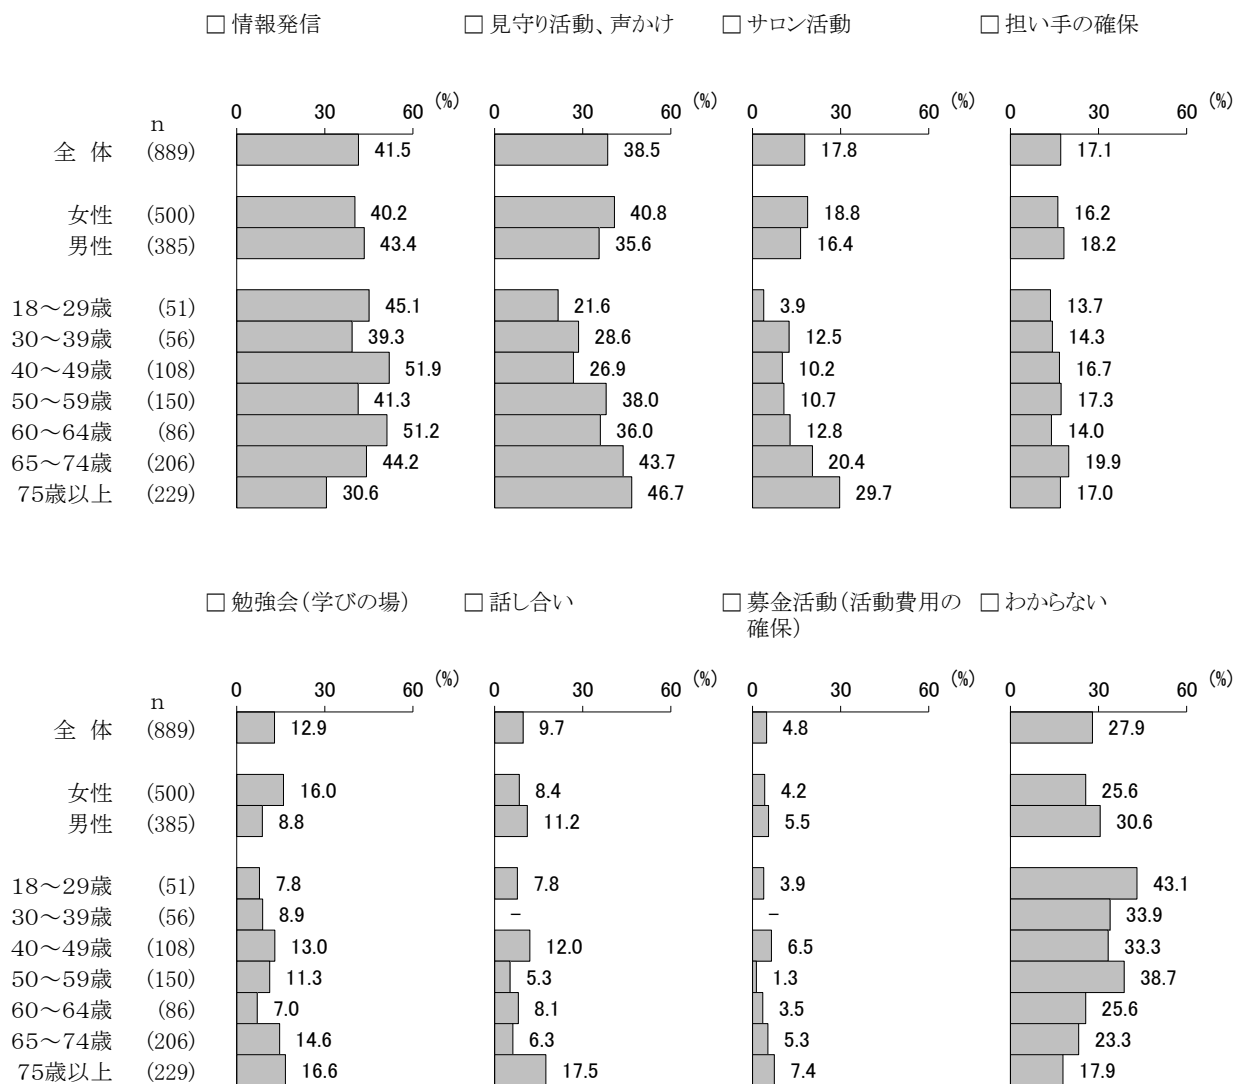 □ 情報発信 □ 見守り活動、声かけ □ サロン活動 □ 担い手の確保
0 30 60 (%) 0 30 60 (%) 0 30 60 (%) 0 30 60 (%)
n
全 体 (889) 41.5 38.5 17.8 17.1
女性 (500) 40.2 40.8 18.8 16.2
男性 (385) 43.4 35.6 16.4 18.2
18～29歳 (51) 45.1 21.6 3.9 13.7
30～39歳 (56) 39.3 28.6 12.5 14.3
40～49歳 (108) 51.9 26.9 10.2 16.7
50～59歳 (150) 41.3 38.0 10.7 17.3
60～64歳 (86) 51.2 36.0 12.8 14.0
65～74歳 (206) 44.2 43.7 20.4 19.9
75歳以上 (229) 30.6 46.7 29.7 17.0
□ 勉強会(学びの場) □ 話し合い □ 募金活動(活動費用の □ わからない
確保)
0 30 60 (%) 0 30 60 (%) 0 30 60 (%) 0 30 60 (%)
n
全 体 (889) 12.9 9.7 4.8 27.9
女性 (500) 16.0 8.4 4.2 25.6
男性 (385) 8.8 11.2 5.5 30.6
18～29歳 (51) 7.8 7.8 3.9 43.1
30～39歳 (56) 8.9 - - 33.9
40～49歳 (108) 13.0 12.0 6.5 33.3
50～59歳 (150) 11.3 5.3 1.3 38.7
60～64歳 (86) 7.0 8.1 3.5 25.6
65～74歳 (206) 14.6 6.3 5.3 23.3
75歳以上 (229) 16.6 17.5 7.4 17.9